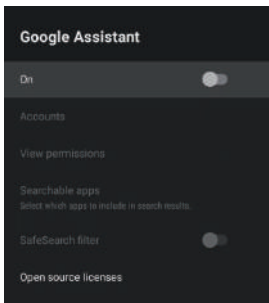 Google Assistant
On
Accounts
View permissions
Searchable apps
Select which apps to include in search results.
SafeSearch filter
Open source licenses